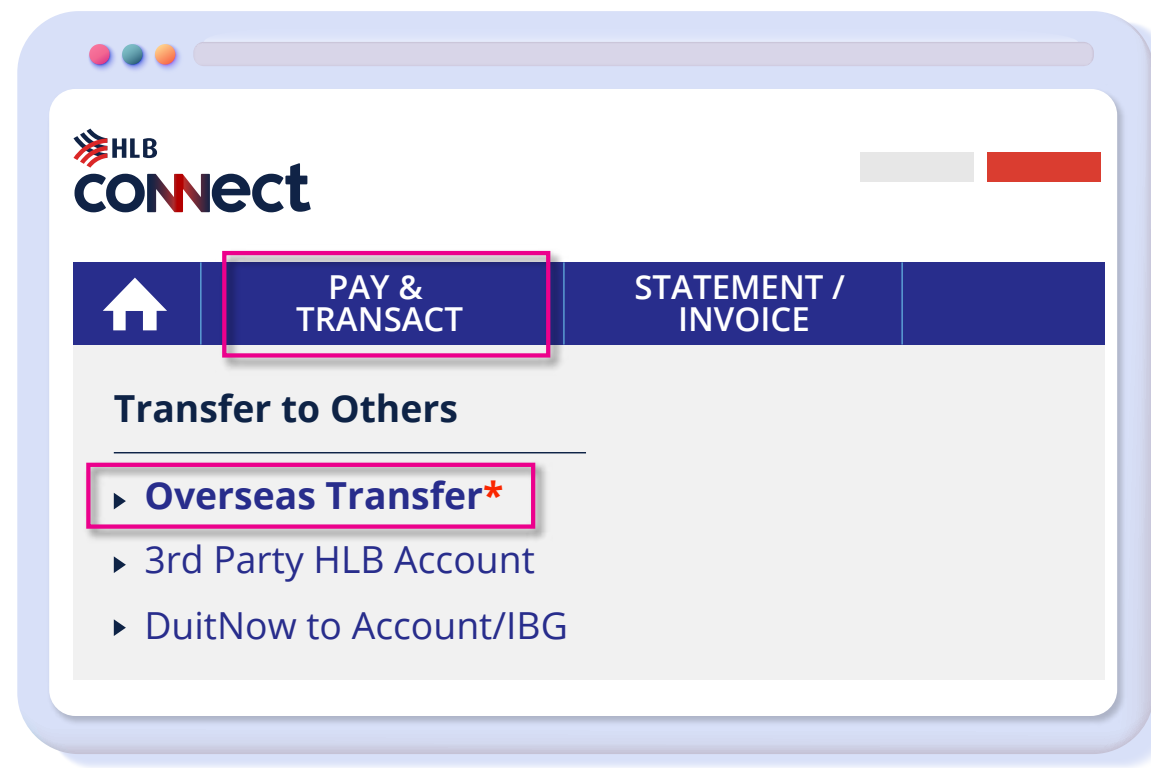 HLB
connect
PAY &
TRANSACT
STATEMENT /
INVOICE
Transfer to Others
Overseas Transfer*
3rd Party HLB Account
DuitNow to Account/IBG